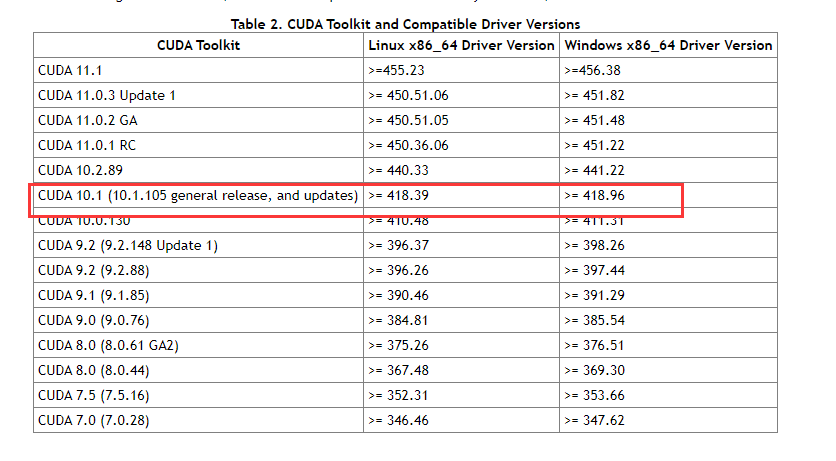 Table 2. CUDA Toolkit and Compatible Driver Versions
CUDA Toolkit Linux x86_64 Driver Version Windows x86_64 Driver Version
CUDA 11.1 >=455.23 >=456.38
CUDA 11.0.3 Update 1 >= 450.51.06 >= 451.82
CUDA 11.0.2 GA >= 450.51.05 >= 451.48
CUDA 11.0.1 RC >= 450.36.06 >= 451.22
CUDA 10.2.89 >= 440.33 >= 441.22
CUDA 10.1 (10.1.105 general release, and updates) >= 418.39 >= 418.96
CUDA 10.0.130 >= 410.48 >= 411.31
CUDA 9.2 (9.2.148 Update 1) >= 396.37 >= 398.26
CUDA 9.2 (9.2.88) >= 396.26 >= 397.44
CUDA 9.1 (9.1.85) >= 390.46 >= 391.29
CUDA 9.0 (9.0.76) >= 384.81 >= 385.54
CUDA 8.0 (8.0.61 GA2) >= 375.26 >= 376.51
CUDA 8.0 (8.0.44) >= 367.48 >= 369.30
CUDA 7.5 (7.5.16) >= 352.31 >= 353.66
CUDA 7.0 (7.0.28) >= 346.46 >= 347.62